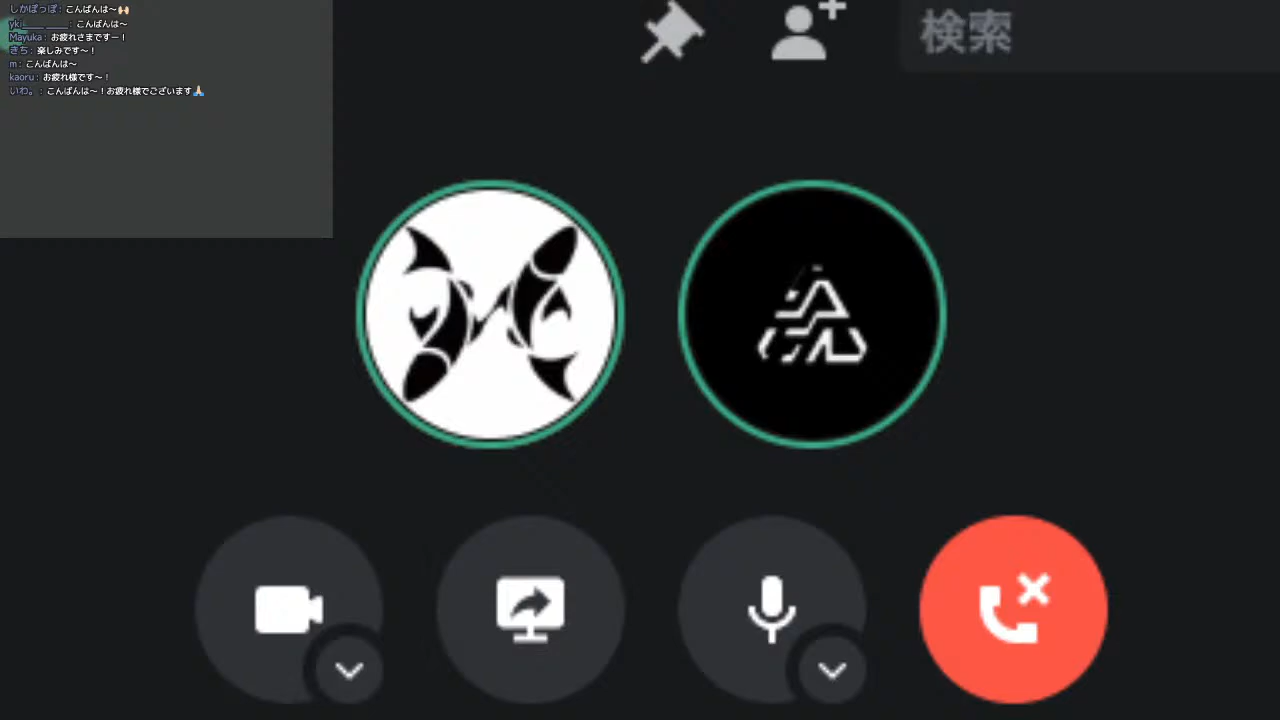 しかぽっぽ: こんばんは〜🙌🏻
yki____ ____: こんばんは〜
Mayuka: お疲れさまですー！
きち: 楽しみです〜！
m: こんばんは〜
kaoru: お疲れ様です〜！
いわ。: こんばんは〜！お疲れ様でございます🙏🏻
検索